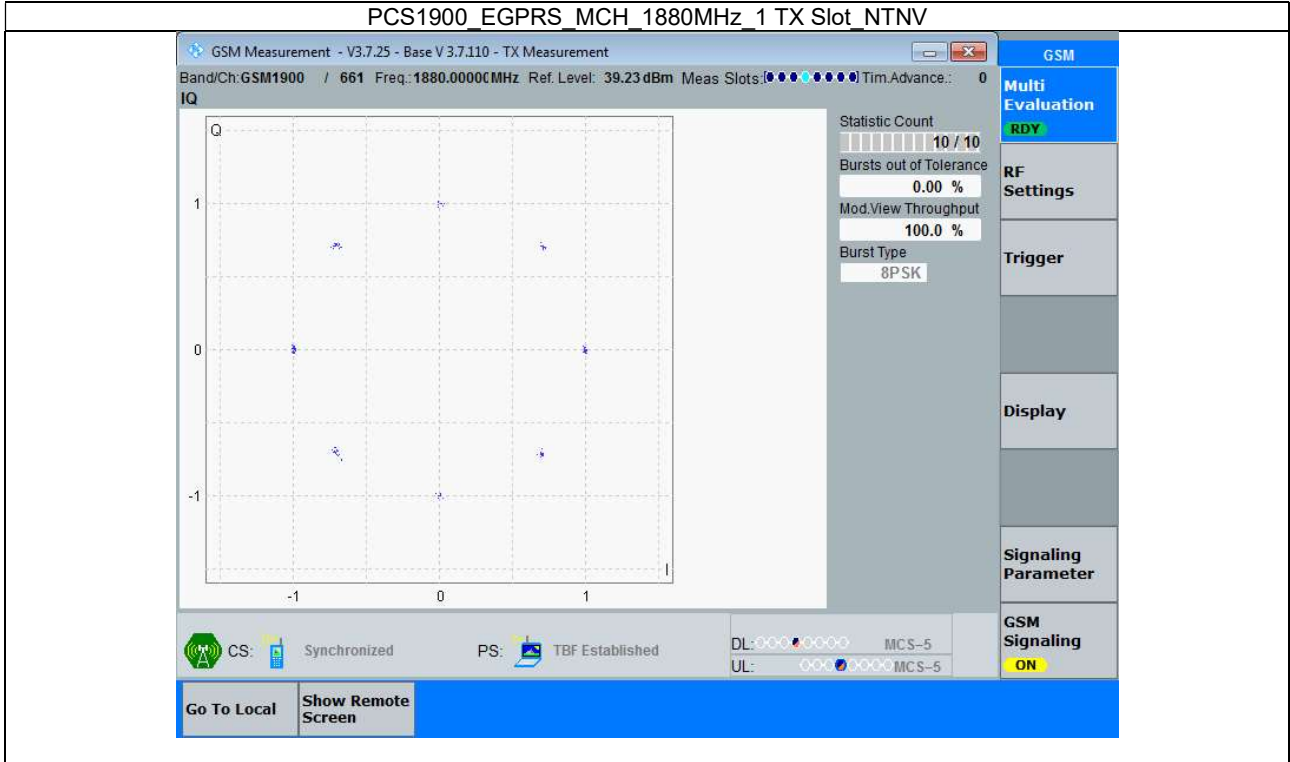 PCS1900_EGPRS_MCH_1880MHz_1 TX Slot_NTNV
GSM Measurement - V3.7.25 - Base V 3.7.110 - TX Measurement
GSM
Band/Ch:GSM1900 / 661 Freq.:1880.00000MHz Ref. Level: 39.23 dBm Meas Slots: Tim.Advance.: 0
IQ
Multi
Evaluation
RDY
Q
1
0
-1
I
-1 0 1
Statistic Count
10 / 10
Bursts out of Tolerance
0.00 %
Mod.View Throughput
100.0 %
Burst Type
8PSK
RF
Settings
Trigger
Display
Signaling
Parameter
GSM
Signaling
ON
CS: Synchronized PS: TBF Established DL: MCS-5
UL: MCS-5
Go To Local
Show Remote
Screen